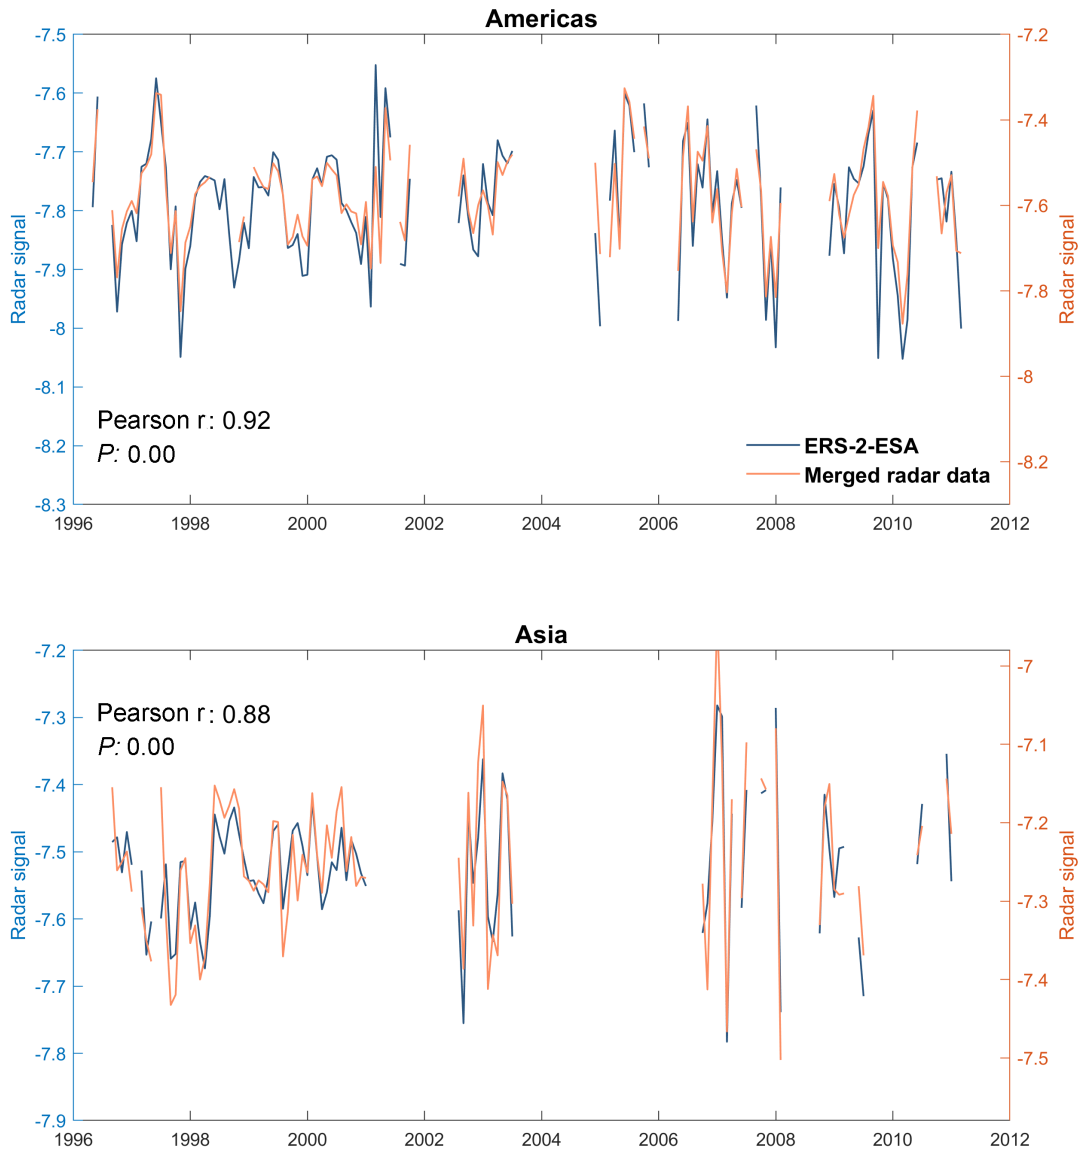 Americas
-7.5
-7.6
-7.7
-7.8
-7.9
-8
-8.1
-8.2
-8.3
Radar signal
-7.2
-7.4
-7.6
-7.8
-8
-8.2
Radar signal
Pearson r: 0.92
P: 0.00
ERS-2-ESA
Merged radar data
1996 1998 2000 2002 2004 2006 2008 2010 2012
Asia
-7.2
-7.3
-7.4
-7.5
-7.6
-7.7
-7.8
-7.9
Radar signal
-7
-7.1
-7.2
-7.3
-7.4
-7.5
Radar signal
Pearson r: 0.88
P: 0.00
1996 1998 2000 2002 2004 2006 2008 2010 2012